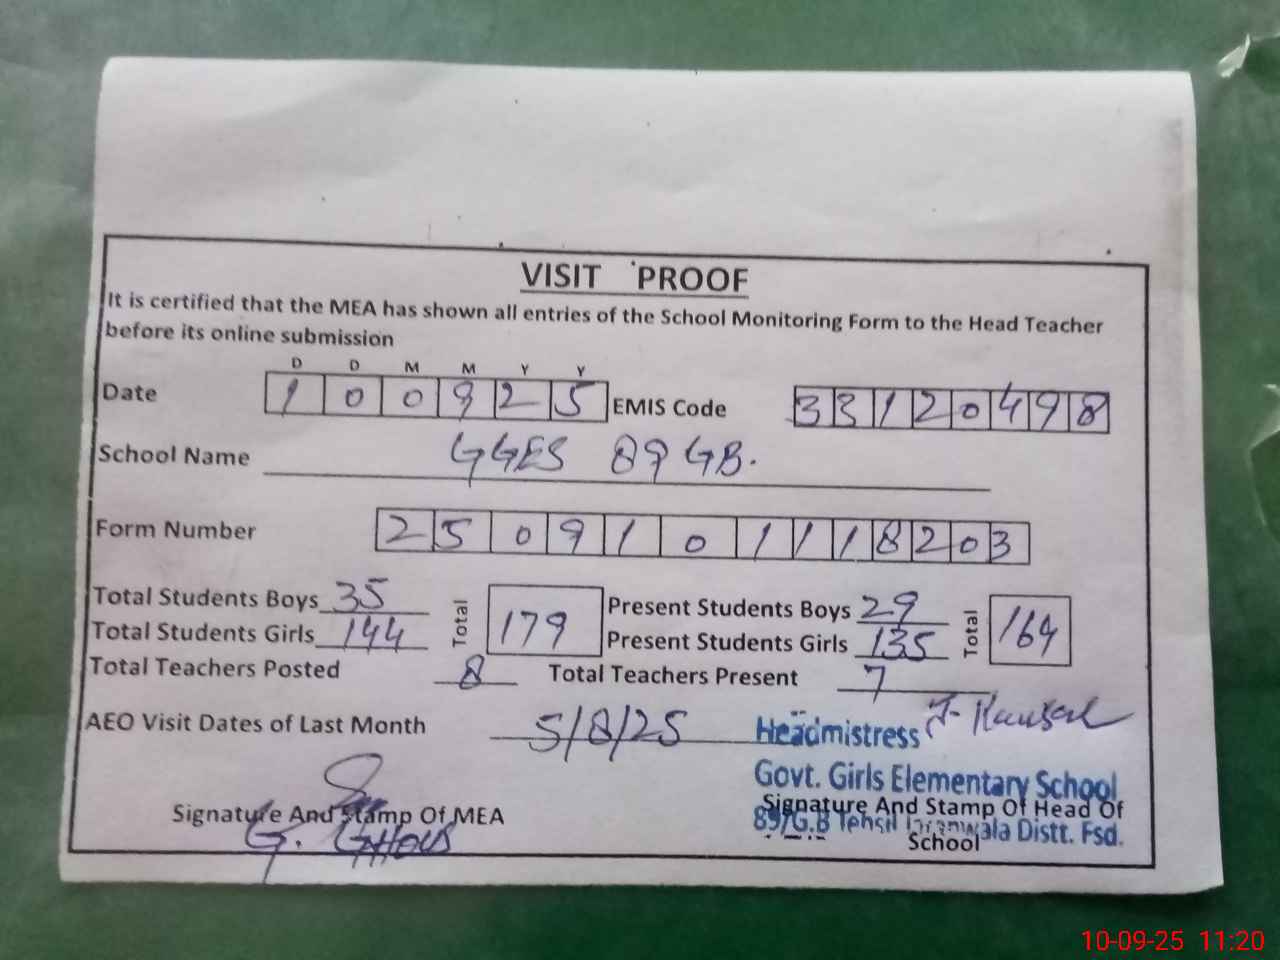 VISIT PROOF
It is certified that the MEA has shown all entries of the School Monitoring Form to the Head Teacher
before its online submission
D D M M Y Y
Date 1 0 0 9 2 5 EMIS Code 3 3 1 2 0 4 9 8
School Name GGES 89 GB.
Form Number 2 5 0 9 1 0 1 1 1 8 2 0 3
Total Students Boys 35 Total 179 Present Students Boys 29 Total 164
Total Students Girls 144 Present Students Girls 135
Total Teachers Posted 8 Total Teachers Present 7
AEO Visit Dates of Last Month 5/8/25
Headmistress
Govt. Girls Elementary School
Signature And Stamp Of MEA Signature And Stamp Of Head Of
89/G.B Tehsil Jaranwala Distt. Fsd.
School
G. GHOUS
10-09-25 11:20